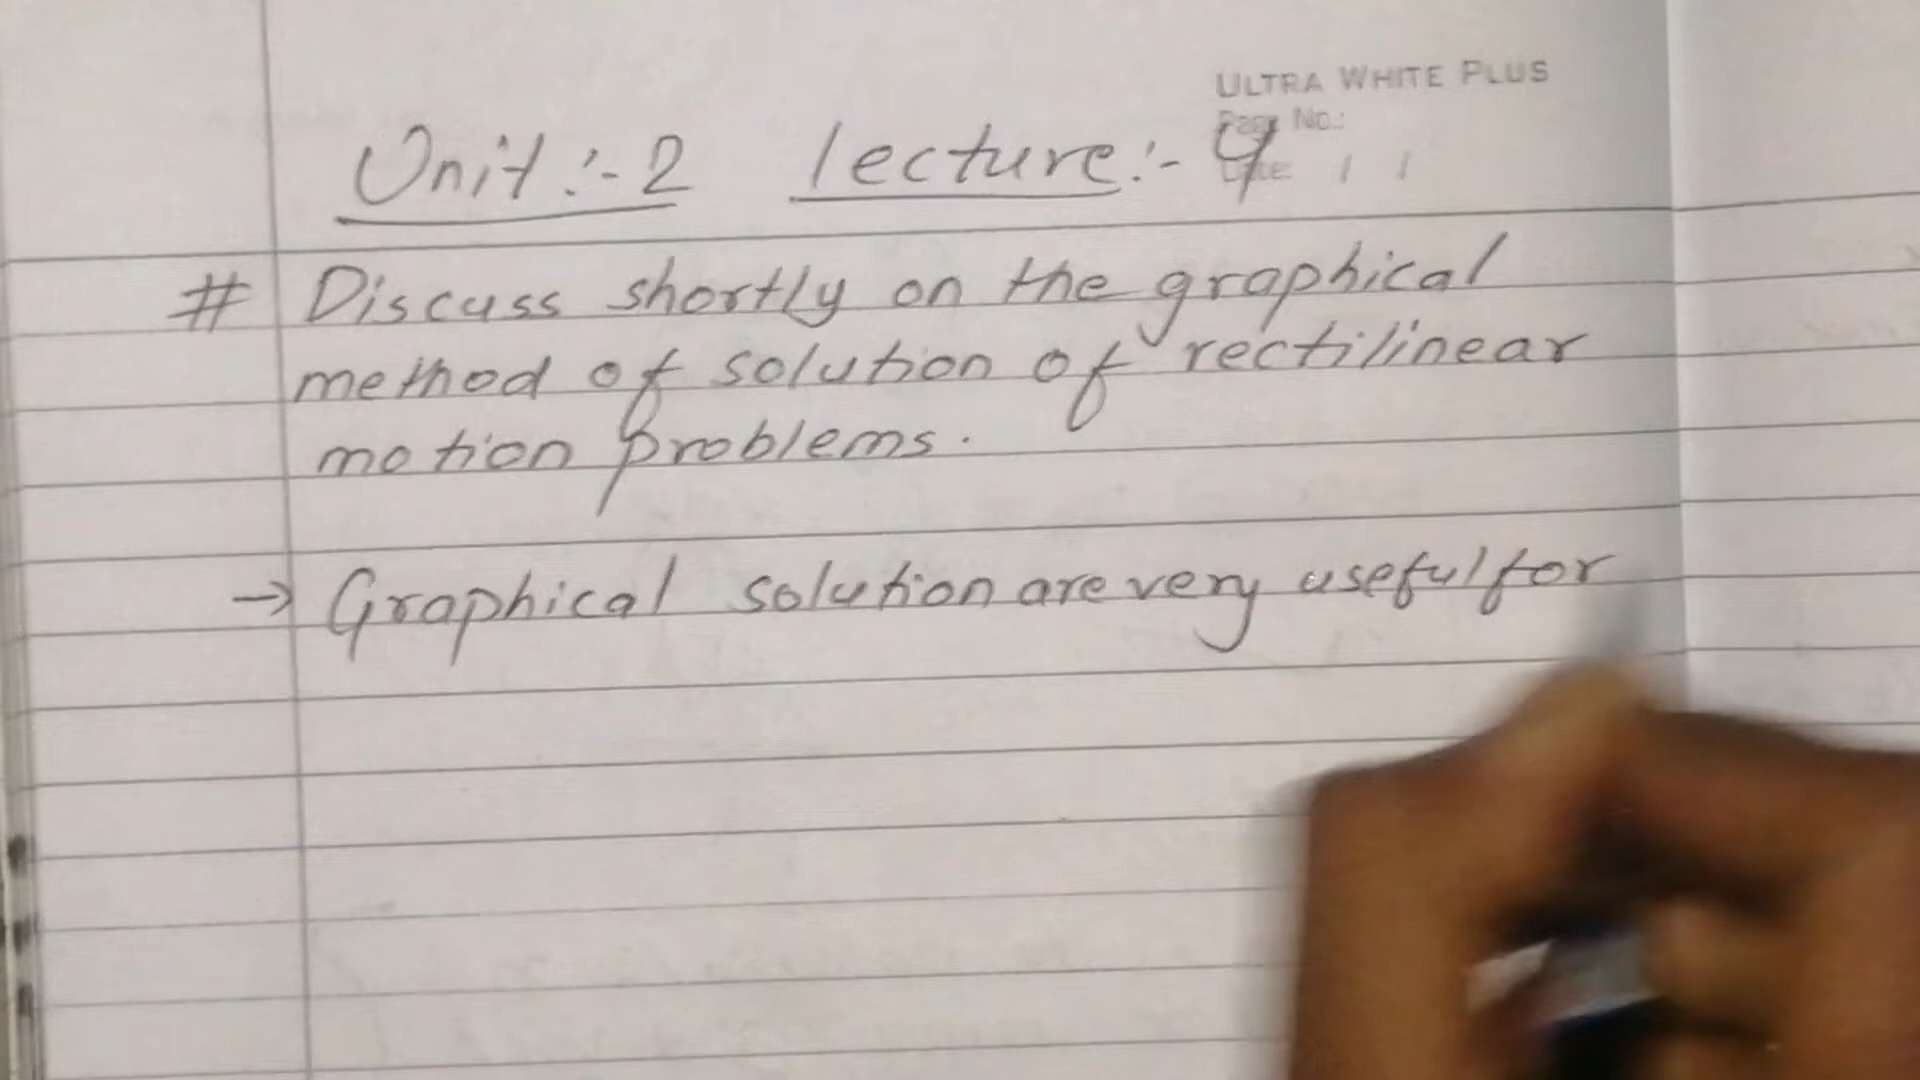 ULTRA WHITE PLUS
Page No.:
Unit :- 2 lecture:- 4
# Discuss shortly on the graphical
method of solution of rectilinear
motion problems.
→ Graphical solution are very useful for